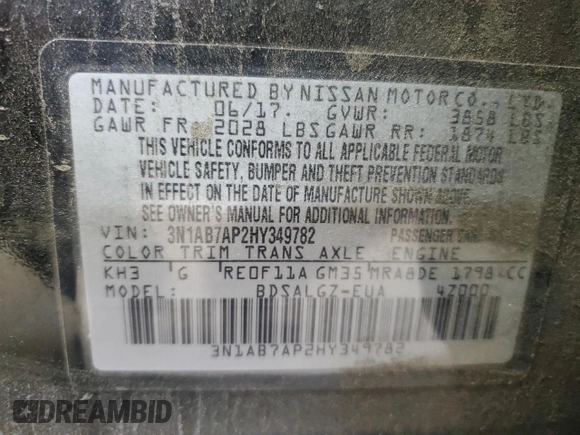 MANUFACTURED BY NISSAN MOTOR CO., LTD.
DATE: 06/17. GVWR: 3858 LBS
GAWR FR 2028 LBS GAWR RR: 1874 LBS
THIS VEHICLE CONFORMS TO ALL APPLICABLE FEDERAL MOTOR
VEHICLE SAFETY, BUMPER AND THEFT PREVENTION STANDARDS
IN EFFECT ON THE DATE OF MANUFACTURE SHOWN ABOVE.
SEE OWNER'S MANUAL FOR ADDITIONAL INFORMATION.
VIN: 3N1AB7AP2HY349782 PASSENGER CAR
COLOR TRIM TRANS AXLE ENGINE
KH3 G RE0F11A GM35 MRA8DE 1798 CC
MODEL: BDSALGZ-EUA 4Z000
3N1AB7AP2HY349782
DREAMBID